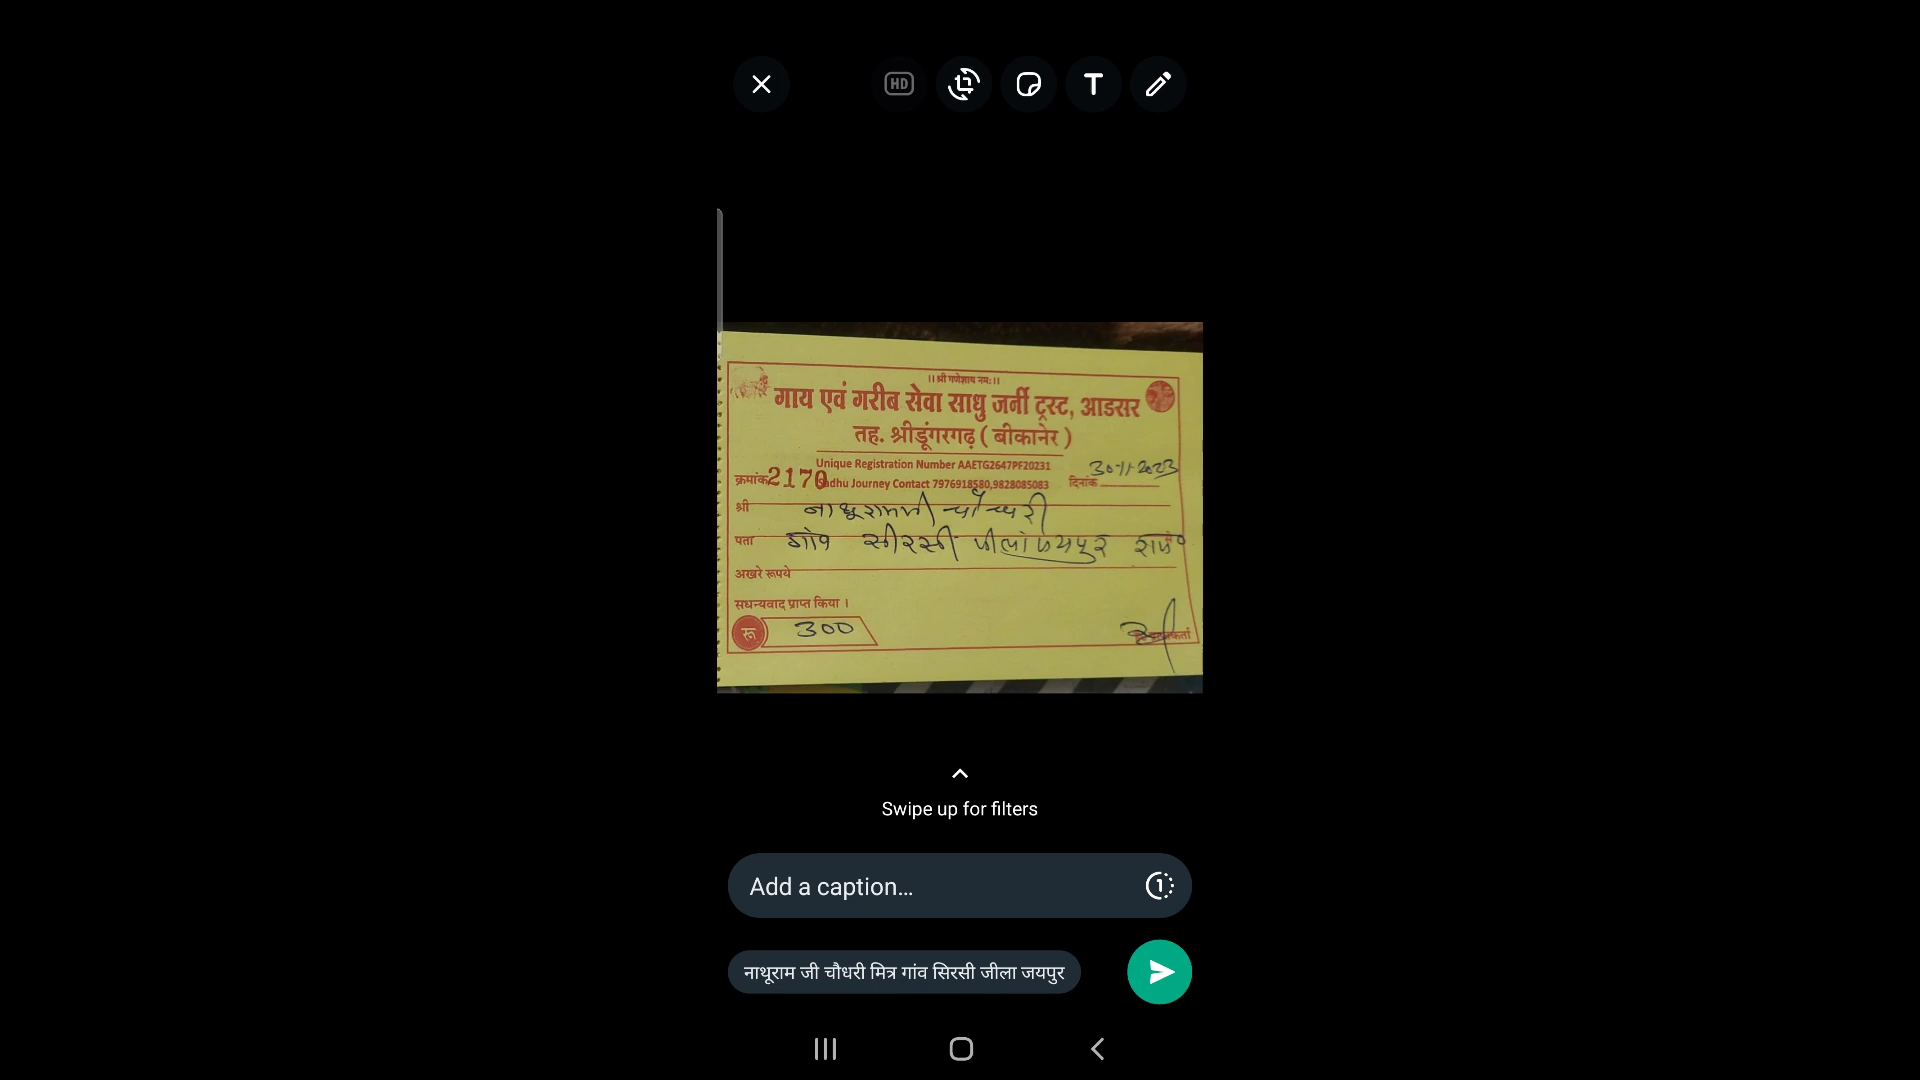 HD
T
।। श्री गणेशाय नमः ।।
गाय एवं गरीब सेवा साधु जर्नी ट्रस्ट, आडसर
तह. श्रीडूंगरगढ़ ( बीकानेर )
Unique Registration Number AAETG2647PF20231
30-11-2023
क्रमांक 2170 Sadhu Journey Contact 7976918580,9828085083 दिनांक
श्री नाथूरामजी चौधरी
पता गांव सीरसी जीला जयपुर राज॰
अखरे रूपये
सधन्यवाद प्राप्त किया ।
रू 300
Swipe up for filters
Add a caption...
1
नाथूराम जी चौधरी मित्र गांव सिरसी जीला जयपुर